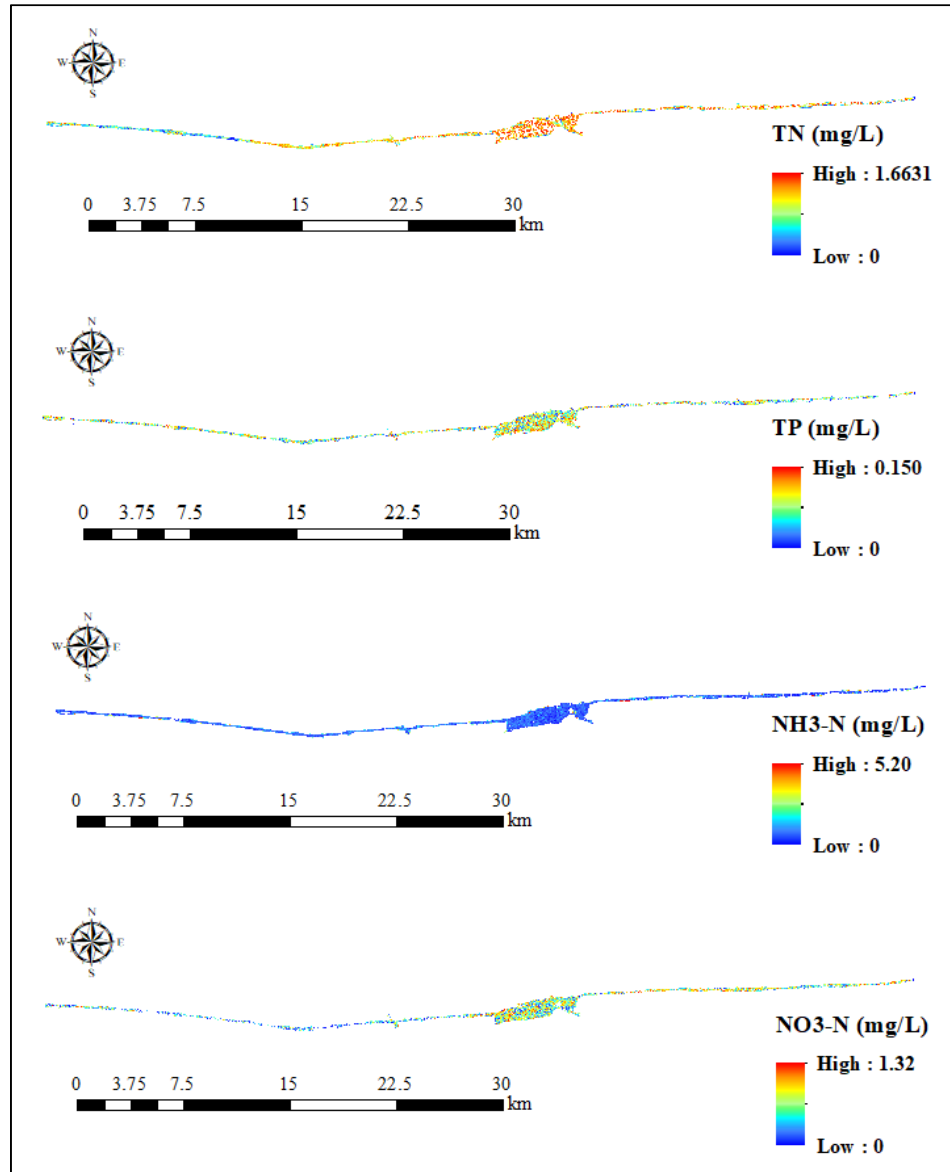 N
W E
S
TN (mg/L)
High : 1.6631
Low : 0
0 3.75 7.5 15 22.5 30
km
N
W E
S
TP (mg/L)
High : 0.150
Low : 0
0 3.75 7.5 15 22.5 30
km
N
W E
S
NH3-N (mg/L)
High : 5.20
Low : 0
0 3.75 7.5 15 22.5 30
km
N
W E
S
NO3-N (mg/L)
High : 1.32
Low : 0
0 3.75 7.5 15 22.5 30
km